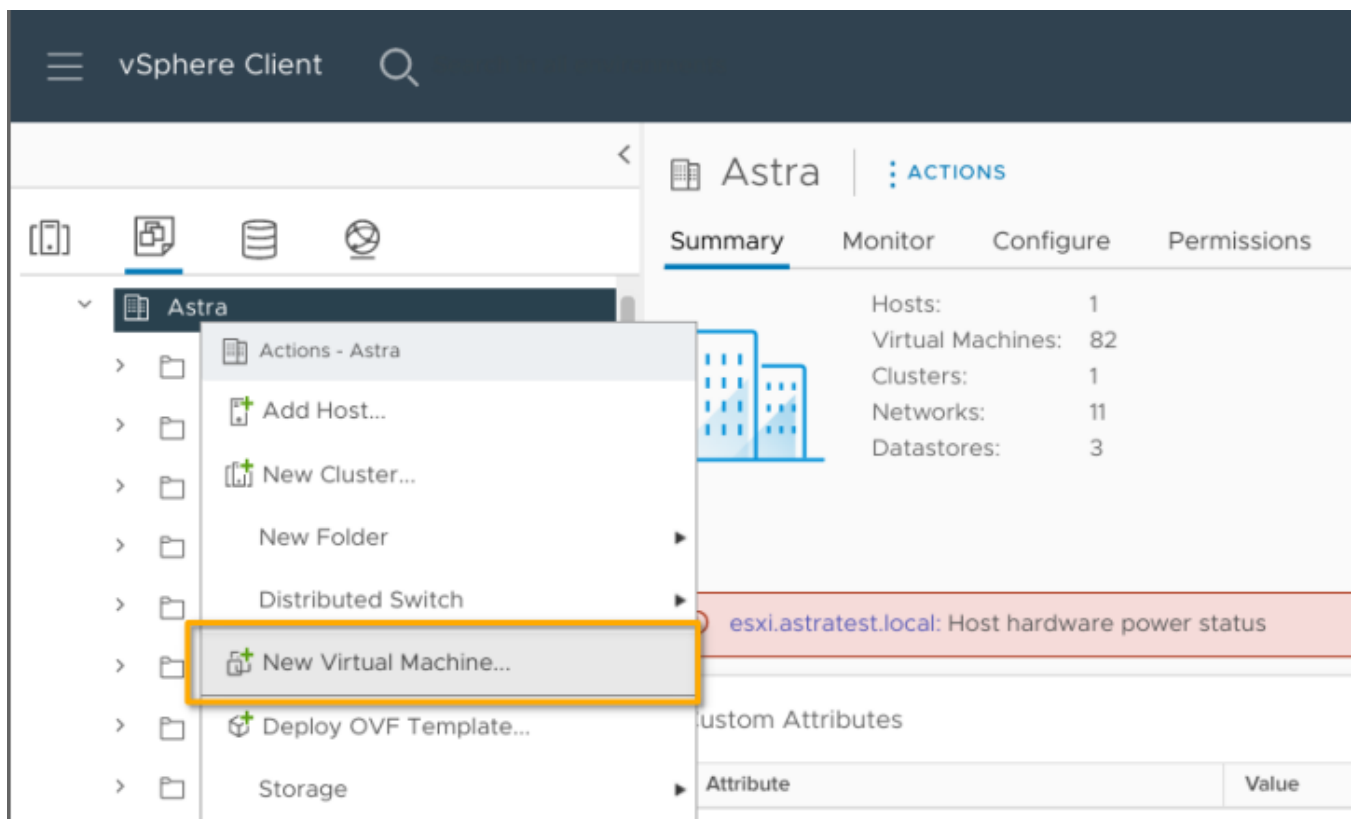 vSphere Client
Astra
ACTIONS
Summary
Monitor
Configure
Permissions
Astra
Hosts: 1
Virtual Machines: 82
Clusters: 1
Networks: 11
Datastores: 3
Actions - Astra
Add Host...
New Cluster...
New Folder
Distributed Switch
New Virtual Machine...
Deploy OVF Template...
Storage
esxi.astratest.local: Host hardware power status
ustom Attributes
Attribute
Value